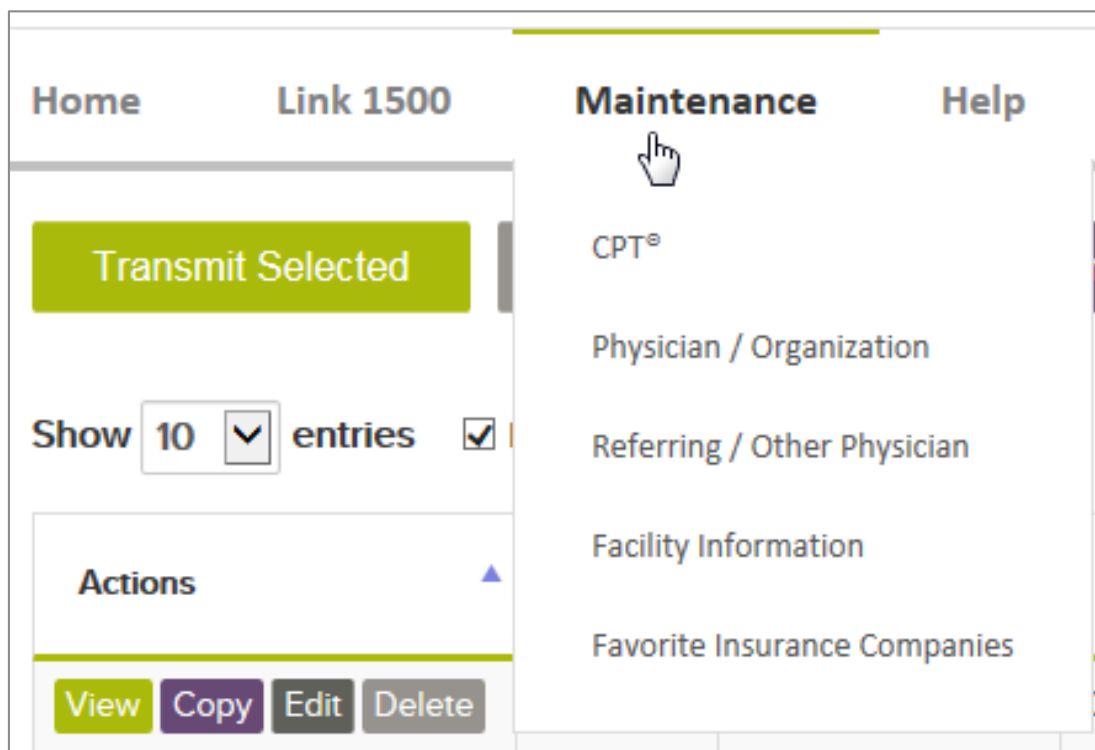 Home Link 1500 Maintenance Help
Transmit Selected
CPT®
Physician / Organization
Show 10 entries
Referring / Other Physician
Facility Information
Actions
Favorite Insurance Companies
View Copy Edit Delete